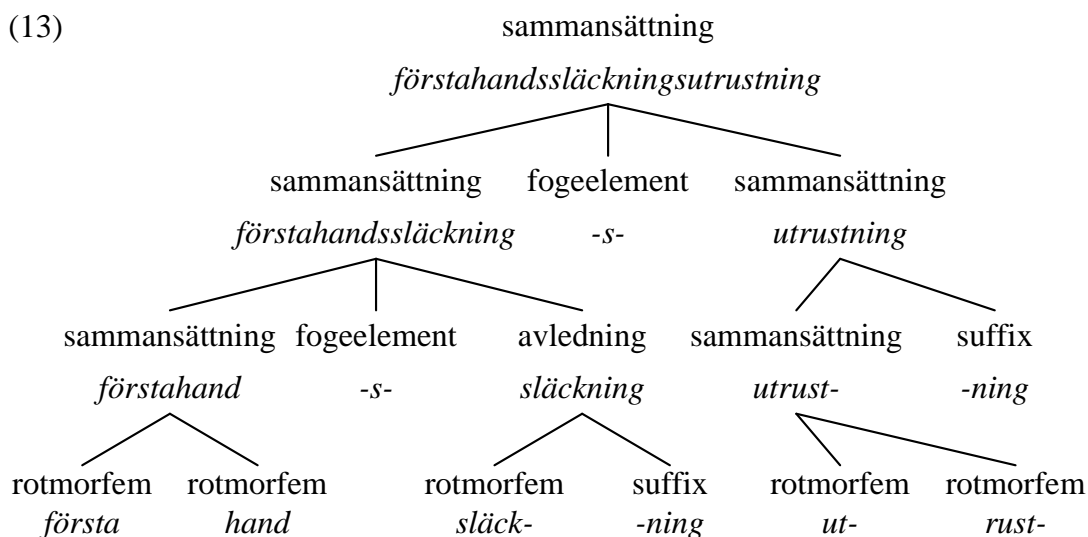 (13) sammansättning
förstahandssläckningsutrustning
sammansättning fogeelement sammansättning
förstahandssläckning -s- utrustning
sammansättning fogeelement avledning sammansättning suffix
förstahand -s- släckning utrust- -ning
rotmorfem rotmorfem rotmorfem suffix rotmorfem rotmorfem
första hand släck- -ning ut- rust-